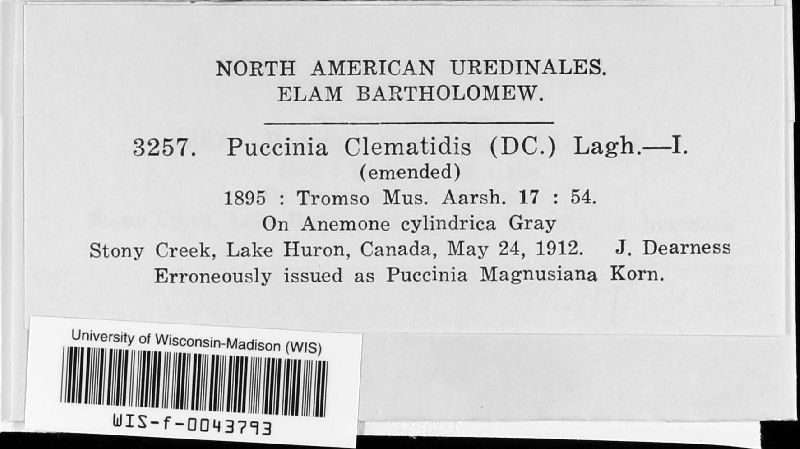 NORTH AMERICAN UREDINALES.
ELAM BARTHOLOMEW.
3257. Puccinia Clematidis (DC.) Lagh.—I.
(emended)
1895 : Tromso Mus. Aarsh. 17 : 54.
On Anemone cylindrica Gray
Stony Creek, Lake Huron, Canada, May 24, 1912. J. Dearness
Erroneously issued as Puccinia Magnusiana Korn.
University of Wisconsin-Madison (WIS)
WIS-f-0043793